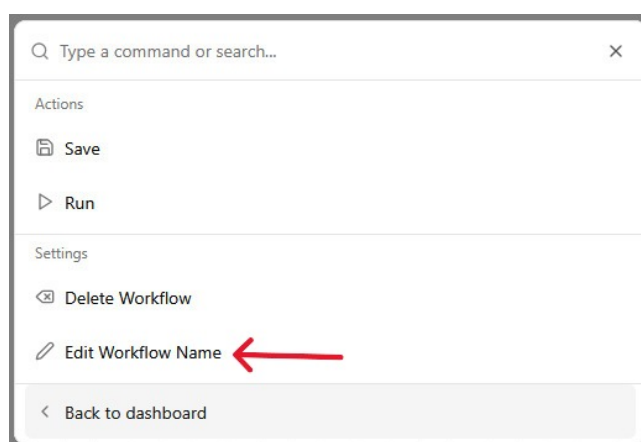 Type a command or search...
Actions
Save
Run
Settings
Delete Workflow
Edit Workflow Name
Back to dashboard